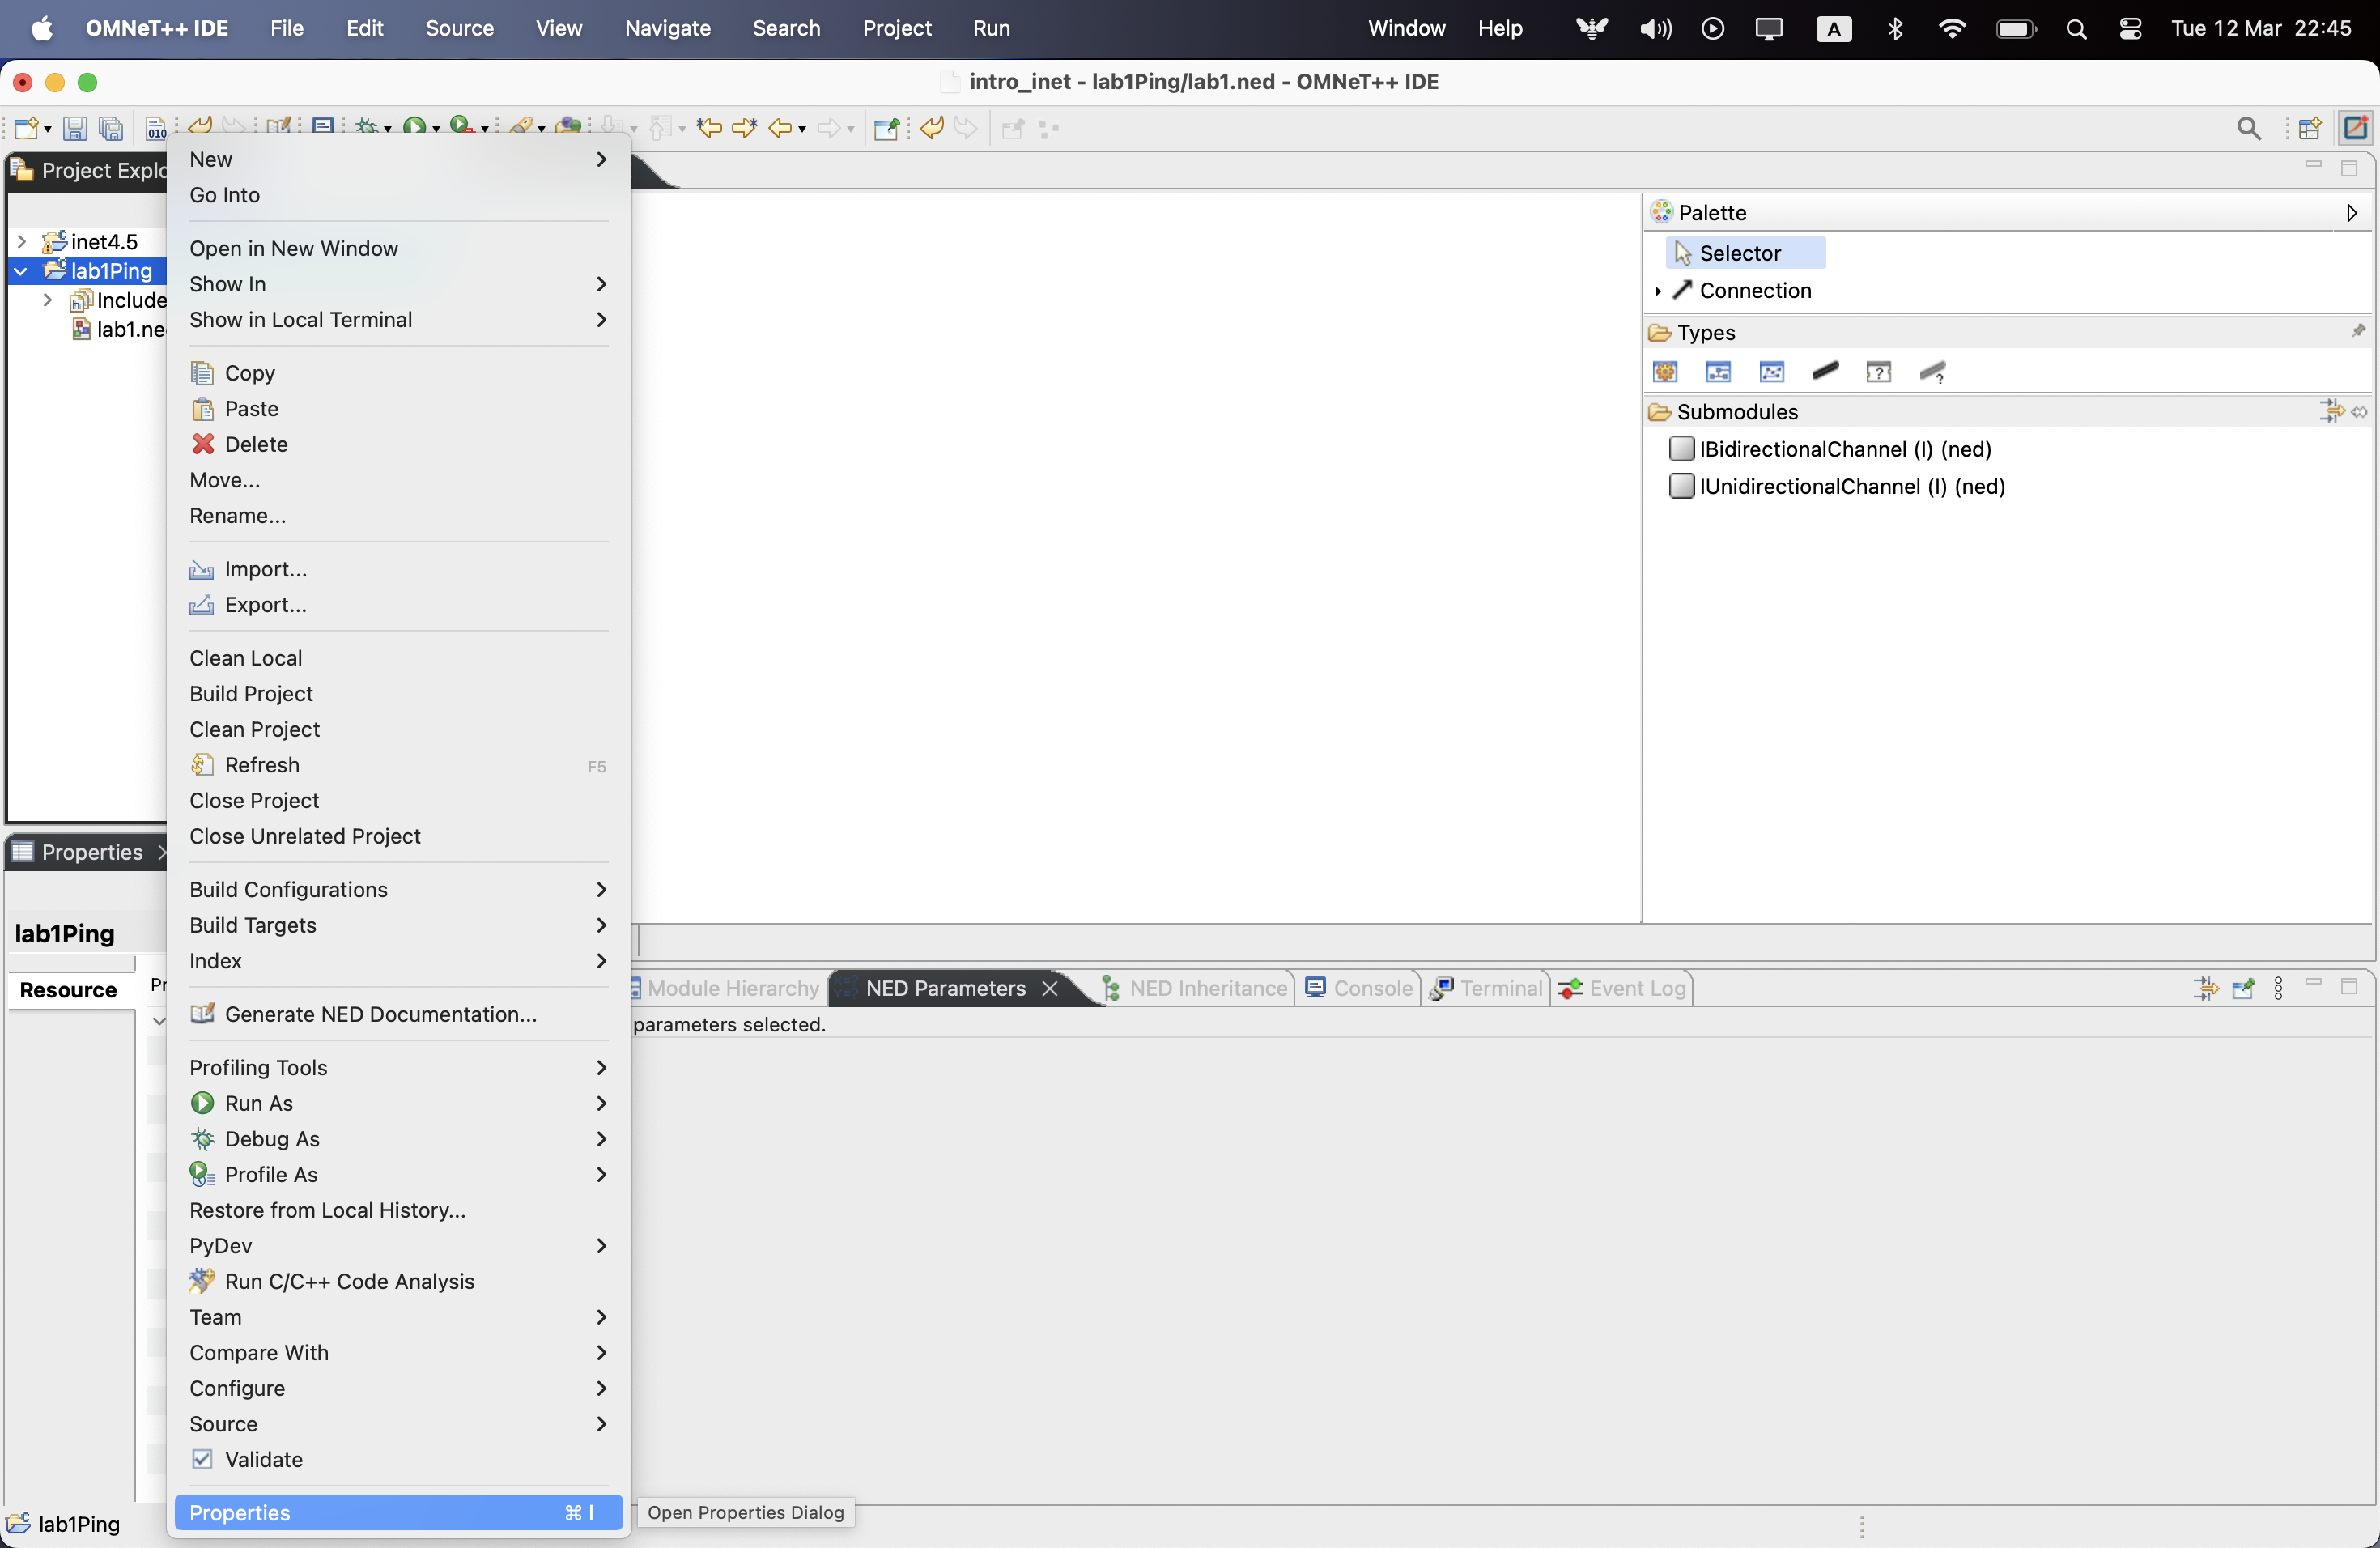 OMNeT++ IDE File Edit Source View Navigate Search Project Run Window Help A Tue 12 Mar 22:45
intro_inet - lab1Ping/lab1.ned - OMNeT++ IDE
010
Project Explo
inet4.5
lab1Ping
Include
lab1.ne
New
Go Into
Open in New Window
Show In
Show in Local Terminal
Copy
Paste
Delete
Move...
Rename...
Import...
Export...
Clean Local
Build Project
Clean Project
Refresh F5
Close Project
Close Unrelated Project
Build Configurations
Build Targets
Index
Generate NED Documentation...
Profiling Tools
Run As
Debug As
Profile As
Restore from Local History...
PyDev
Run C/C++ Code Analysis
Team
Compare With
Configure
Source
Validate
Properties ⌘ I
Open Properties Dialog
Palette
Selector
Connection
Types
Submodules
IBidirectionalChannel (I) (ned)
IUnidirectionalChannel (I) (ned)
Properties
lab1Ping
Resource
Pr
Module Hierarchy NED Parameters NED Inheritance Console Terminal Event Log
parameters selected.
lab1Ping